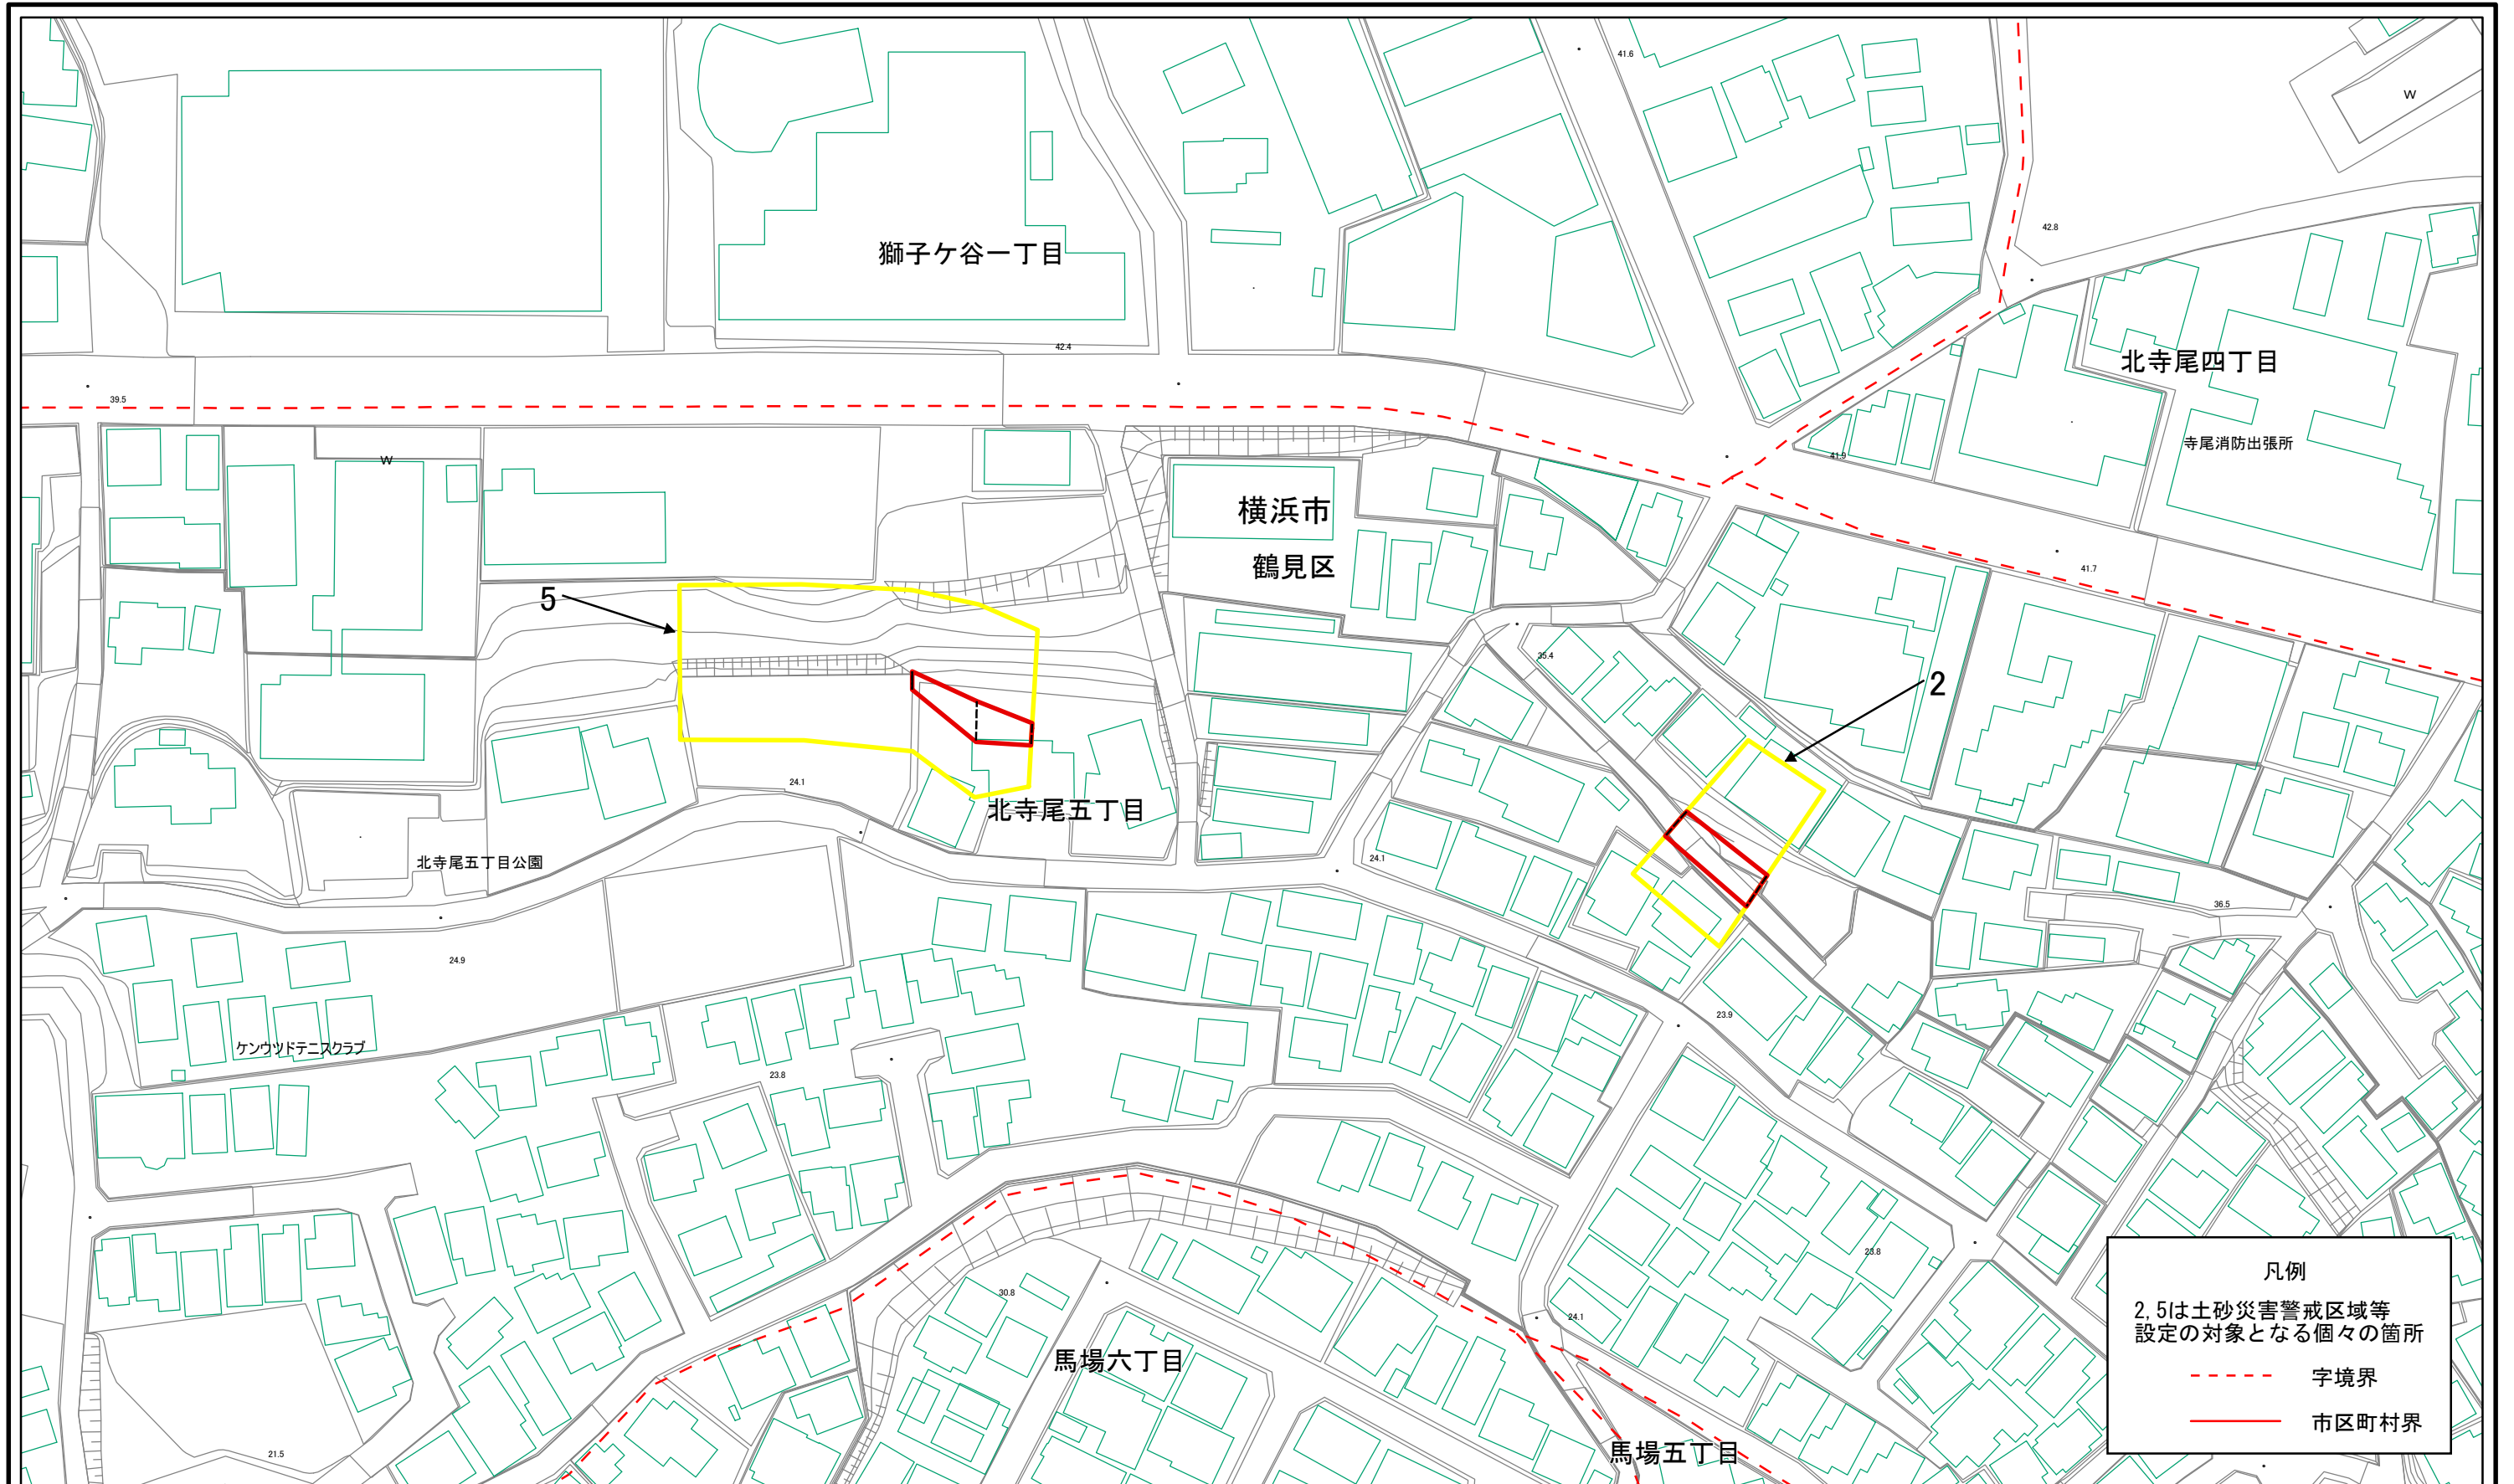 41.6
W
42.8
獅子ケ谷一丁目
42.4
北寺尾四丁目
39.5
寺尾消防出張所
41.9
W
横浜市
鶴見区
41.7
5
35.4
2
24.1
北寺尾五丁目
北寺尾五丁目公園
24.1
36.5
24.9
23.9
ケンウッドテニスクラブ
23.8
23.8
30.8
24.1
馬場六丁目
21.5
馬場五丁目
凡例
2,5は土砂災害警戒区域等
設定の対象となる個々の箇所
字境界
市区町村界